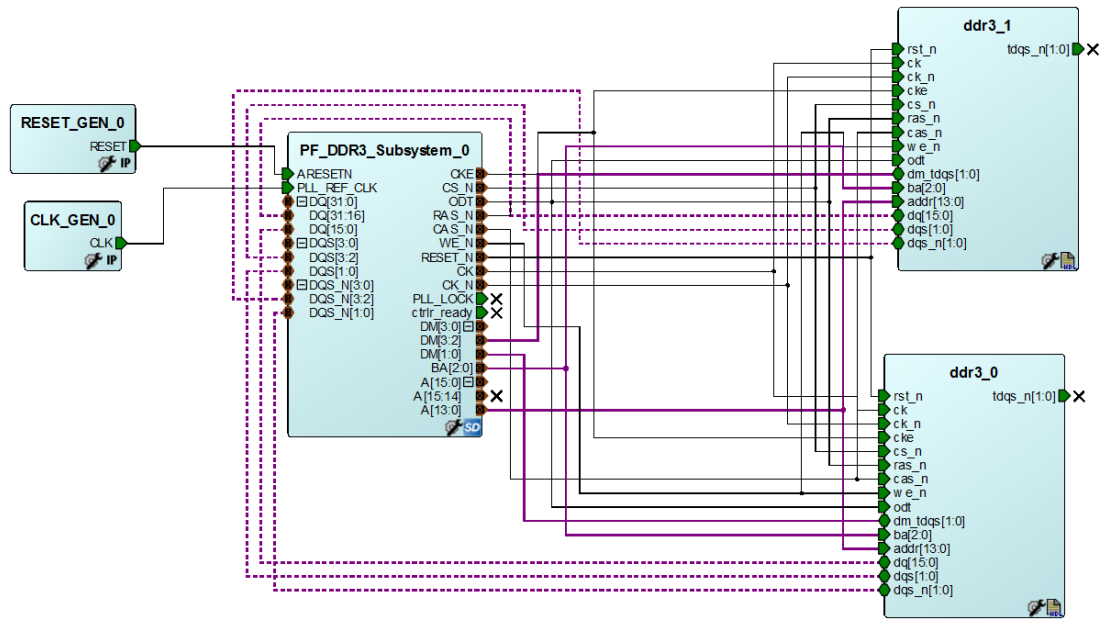 RESET_GEN_0
RESET
IP
CLK_GEN_0
CLK
IP
PF_DDR3_Subsystem_0
ARESETN
PLL_REF_CLK
DQ[31:0]
DQ[31:16]
DQ[15:0]
DQS[3:0]
DQS[3:2]
DQS[1:0]
DQS_N[3:0]
DQS_N[3:2]
DQS_N[1:0]
CKE
CS_N
ODT
RAS_N
CAS_N
WE_N
RESET_N
CK
CK_N
PLL_LOCK
ctrlr_ready
DM[3:0]
DM[3:2]
DM[1:0]
BA[2:0]
A[15:0]
A[15:14]
A[13:0]
SD
ddr3_1
rst_n
ck
ck_n
cke
cs_n
ras_n
cas_n
we_n
odt
dm_tdqs[1:0]
ba[2:0]
addr[13:0]
dq[15:0]
dqs[1:0]
dqs_n[1:0]
tdqs_n[1:0]
HDL
ddr3_0
rst_n
ck
ck_n
cke
cs_n
ras_n
cas_n
we_n
odt
dm_tdqs[1:0]
ba[2:0]
addr[13:0]
dq[15:0]
dqs[1:0]
dqs_n[1:0]
tdqs_n[1:0]
HDL